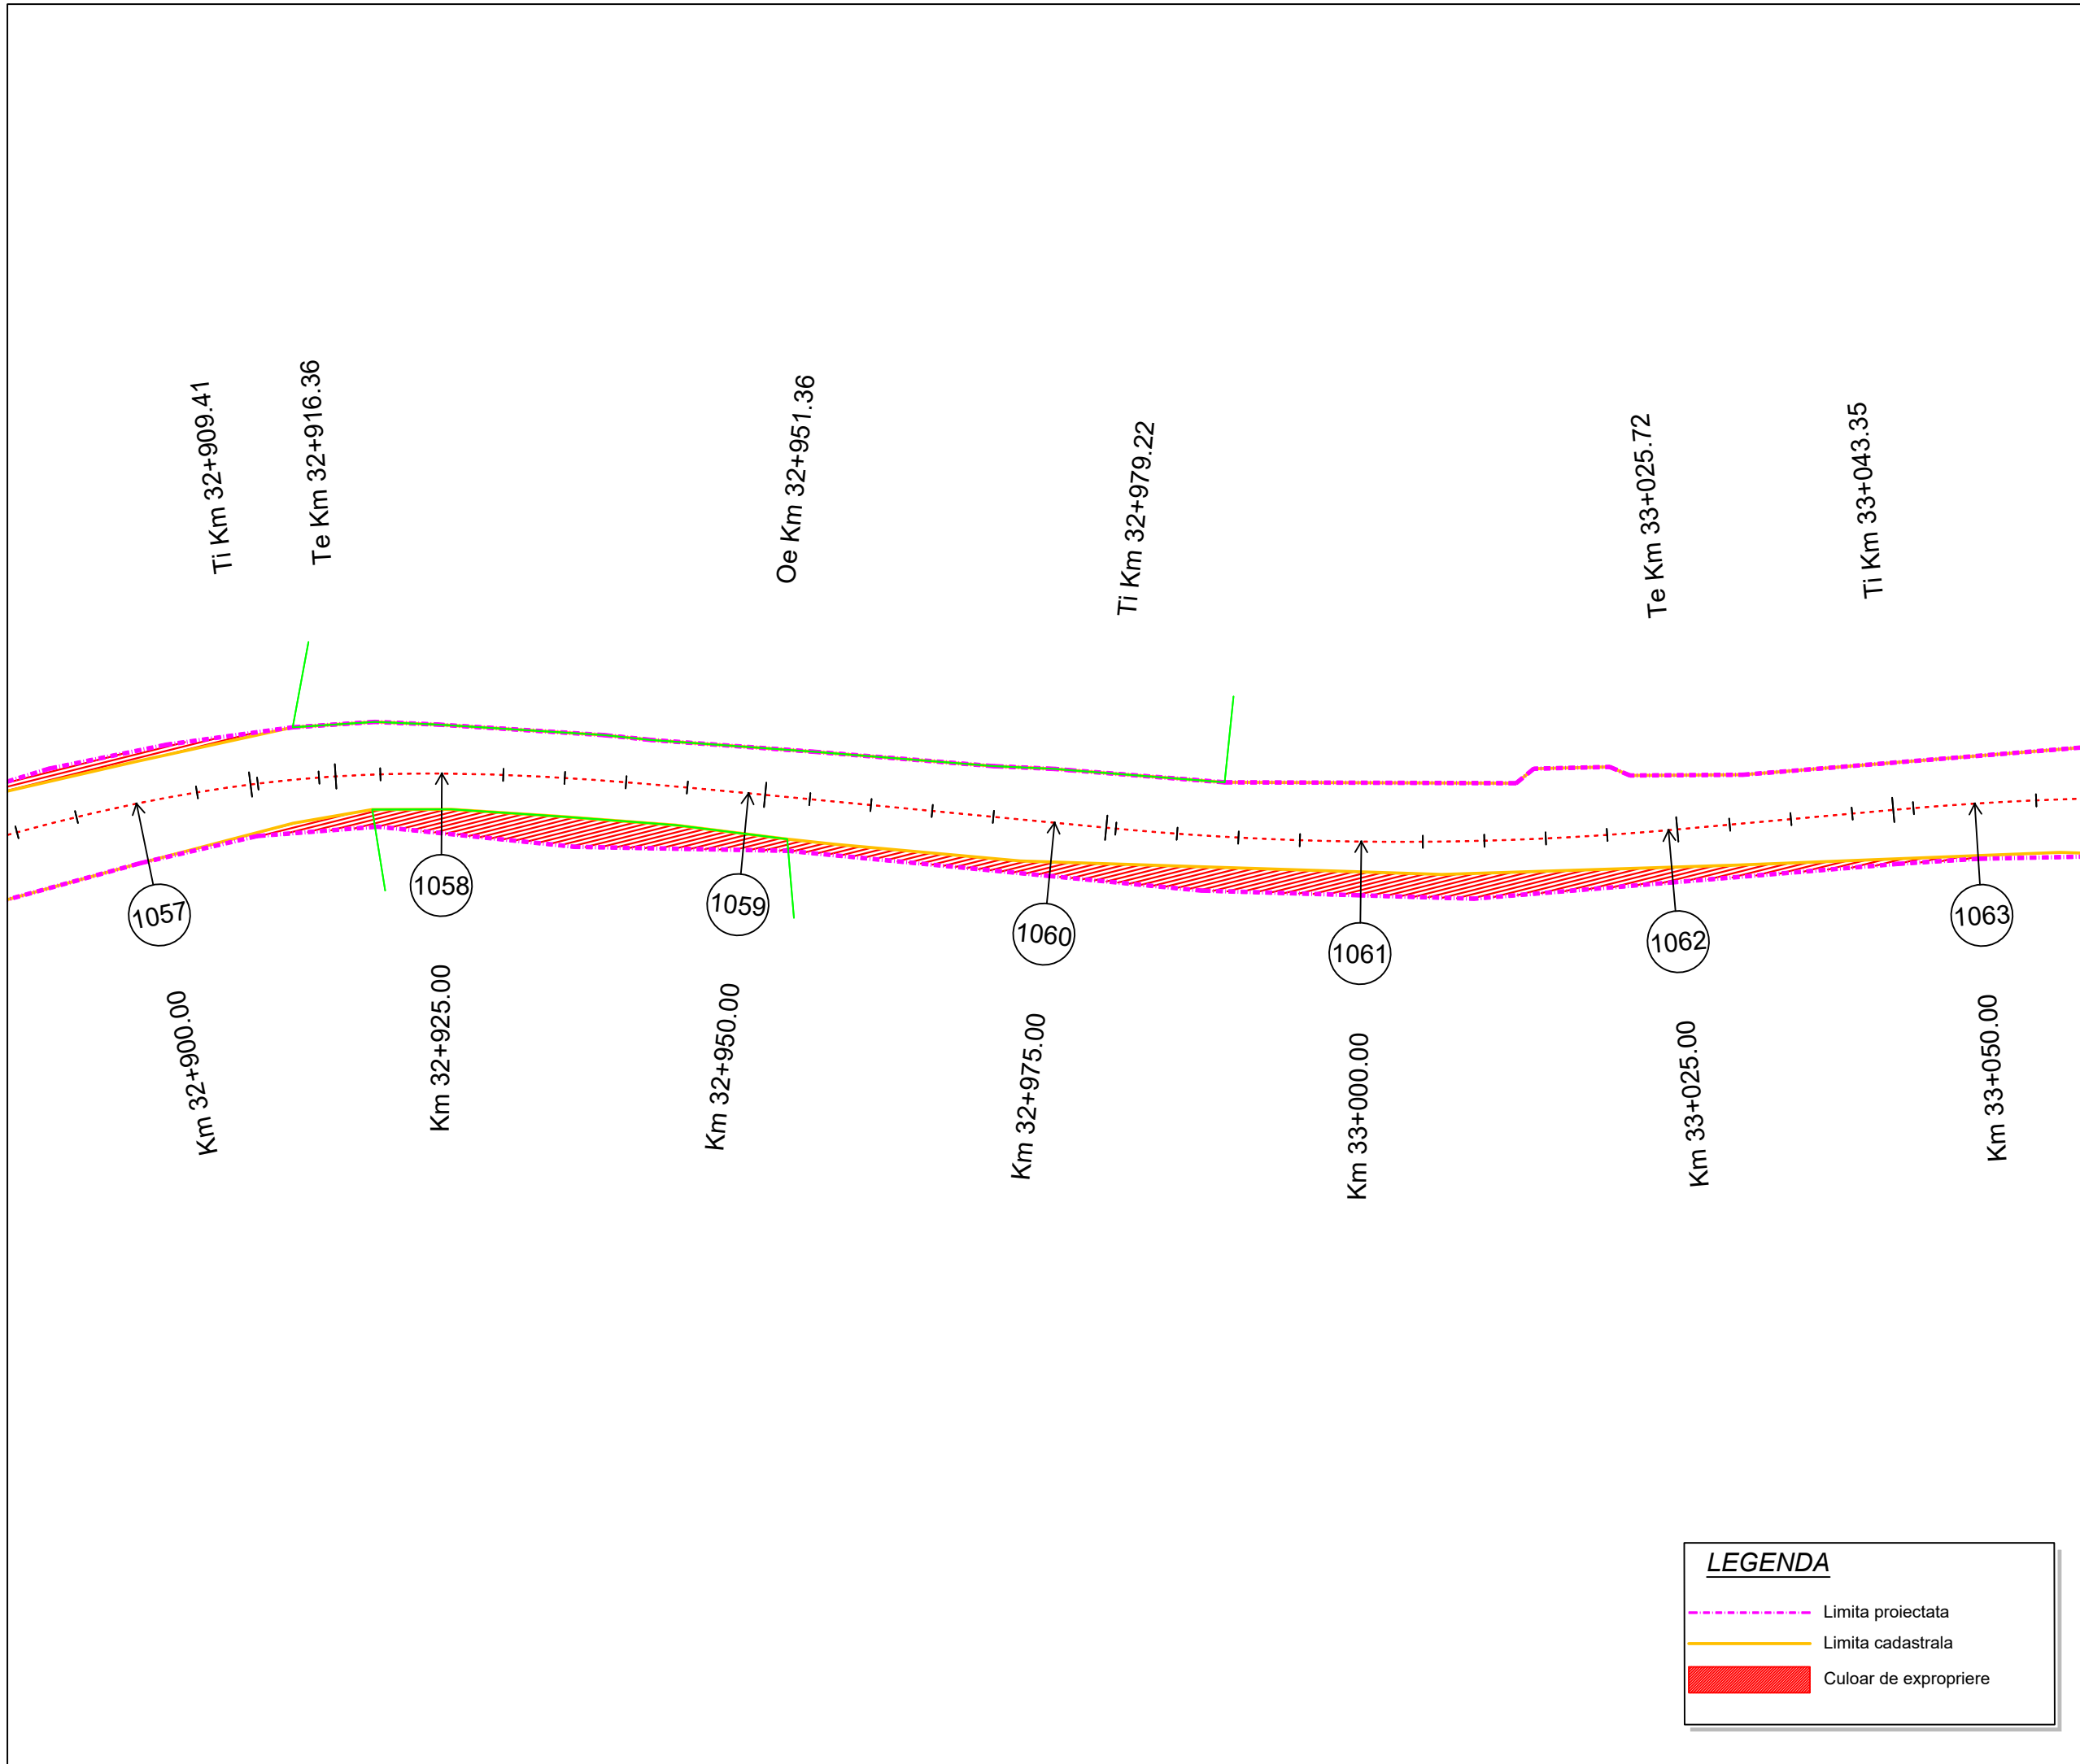 Ti Km 32+909.41
Te Km 32+916.36
Oe Km 32+951.36
Ti Km 32+979.22
Te Km 33+025.72
Ti Km 33+043.35
1057
1058
1059
1060
1061
1062
1063
Km 32+900.00
Km 32+925.00
Km 32+950.00
Km 32+975.00
Km 33+000.00
Km 33+025.00
Km 33+050.00
LEGENDA
Limita proiectata
Limita cadastrala
Culoar de expropriere